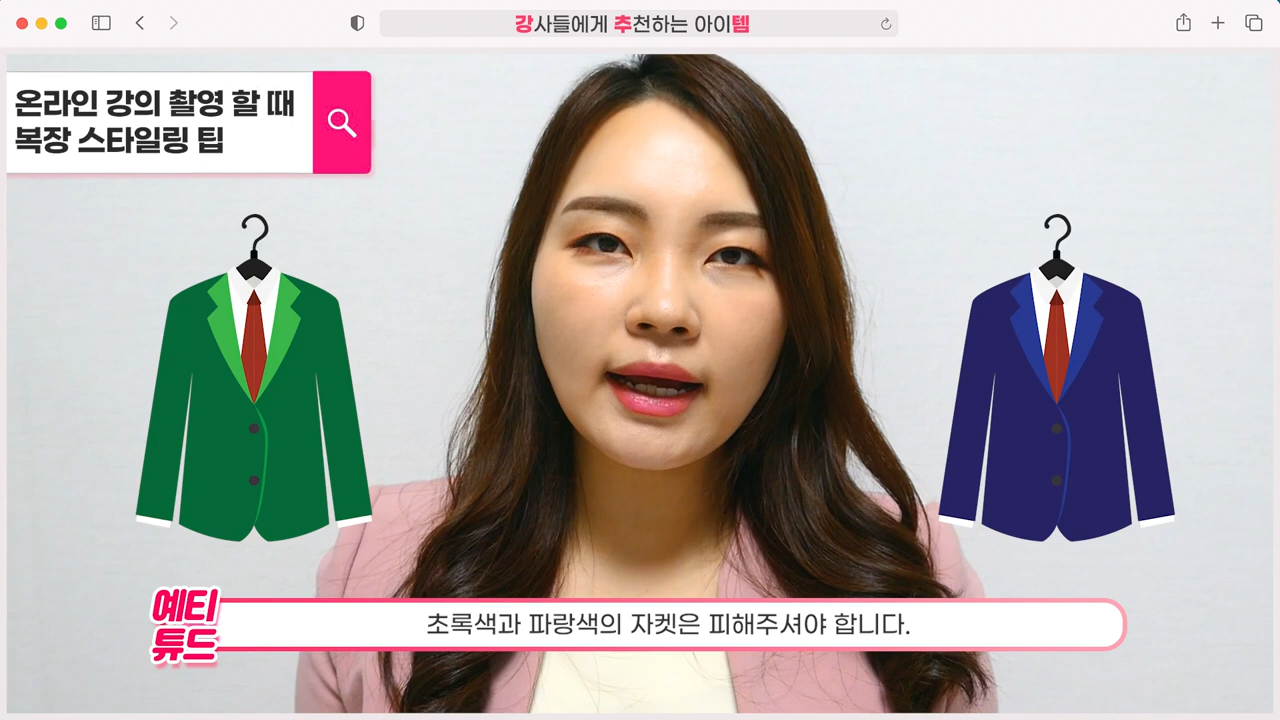 강사들에게 추천하는 아이템
온라인 강의 촬영 할 때
복장 스타일링 팁
예티
튜드
초록색과 파랑색의 자켓은 피해주셔야 합니다.